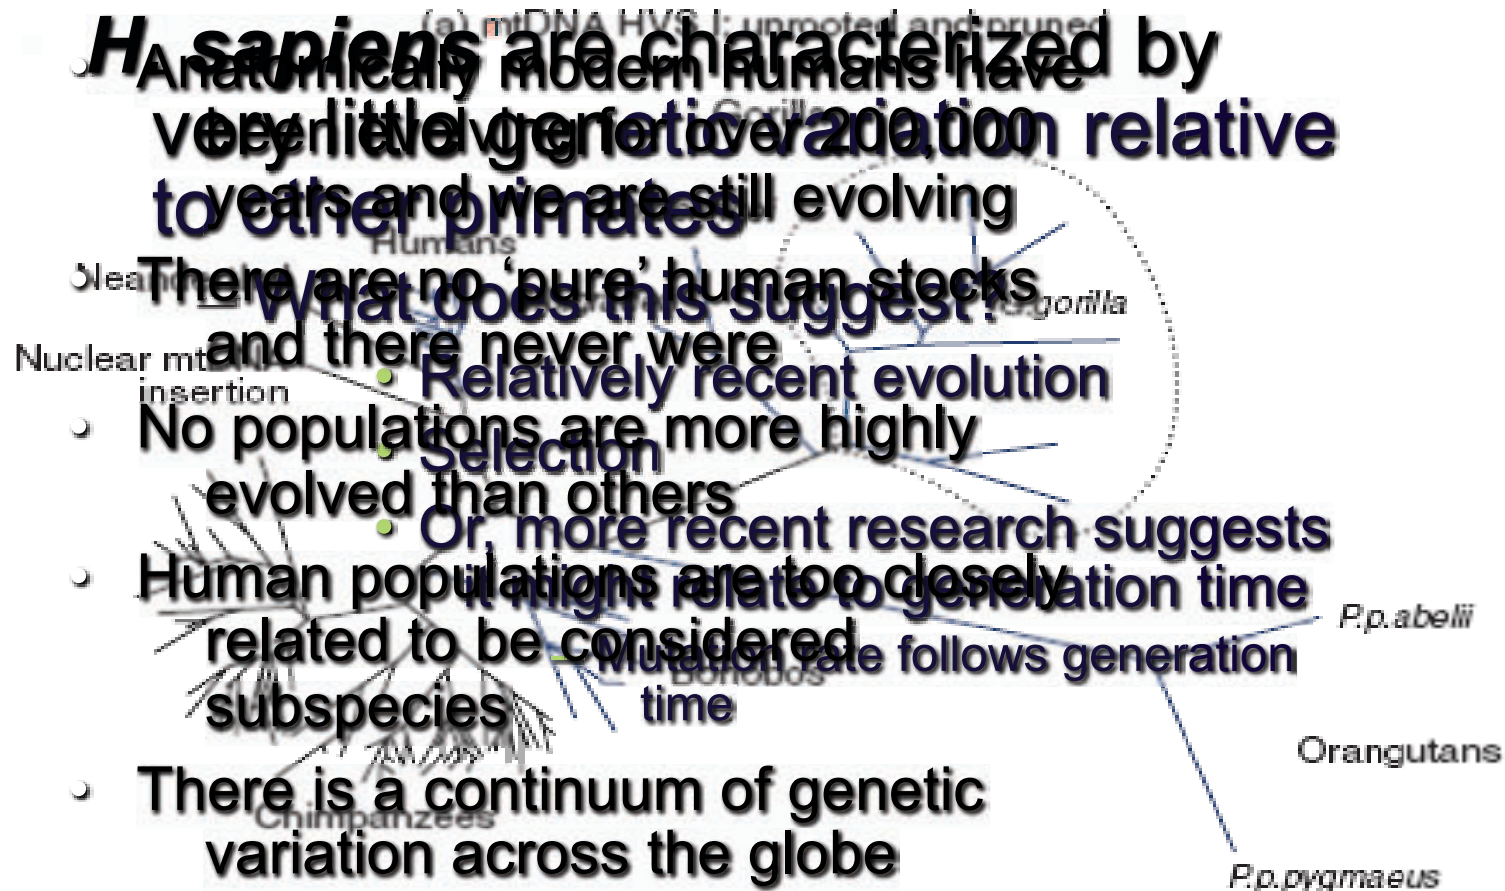 (a) mtDNA HVS I: unrooted and pruned
H sapiens are characterized by
very little genetic variation relative
to other primates
– What does this suggest?
• Relatively recent evolution
• Selection
• Or, more recent research suggests
it might relate to generation time
– Mutation rate follows generation
time
• Anatomically modern humans have
been evolving for over 200,000
years and we are still evolving
• There are no ‘pure’ human stocks
and there never were
• No populations are more highly
evolved than others
• Human populations are too closely
related to be considered
subspecies
• There is a continuum of genetic
variation across the globe
Gorillas
Humans
G.gorilla
Nuclear
insertion
Bonobos
Chimpanzees
P.p.abelii
Orangutans
P.p.pygmaeus